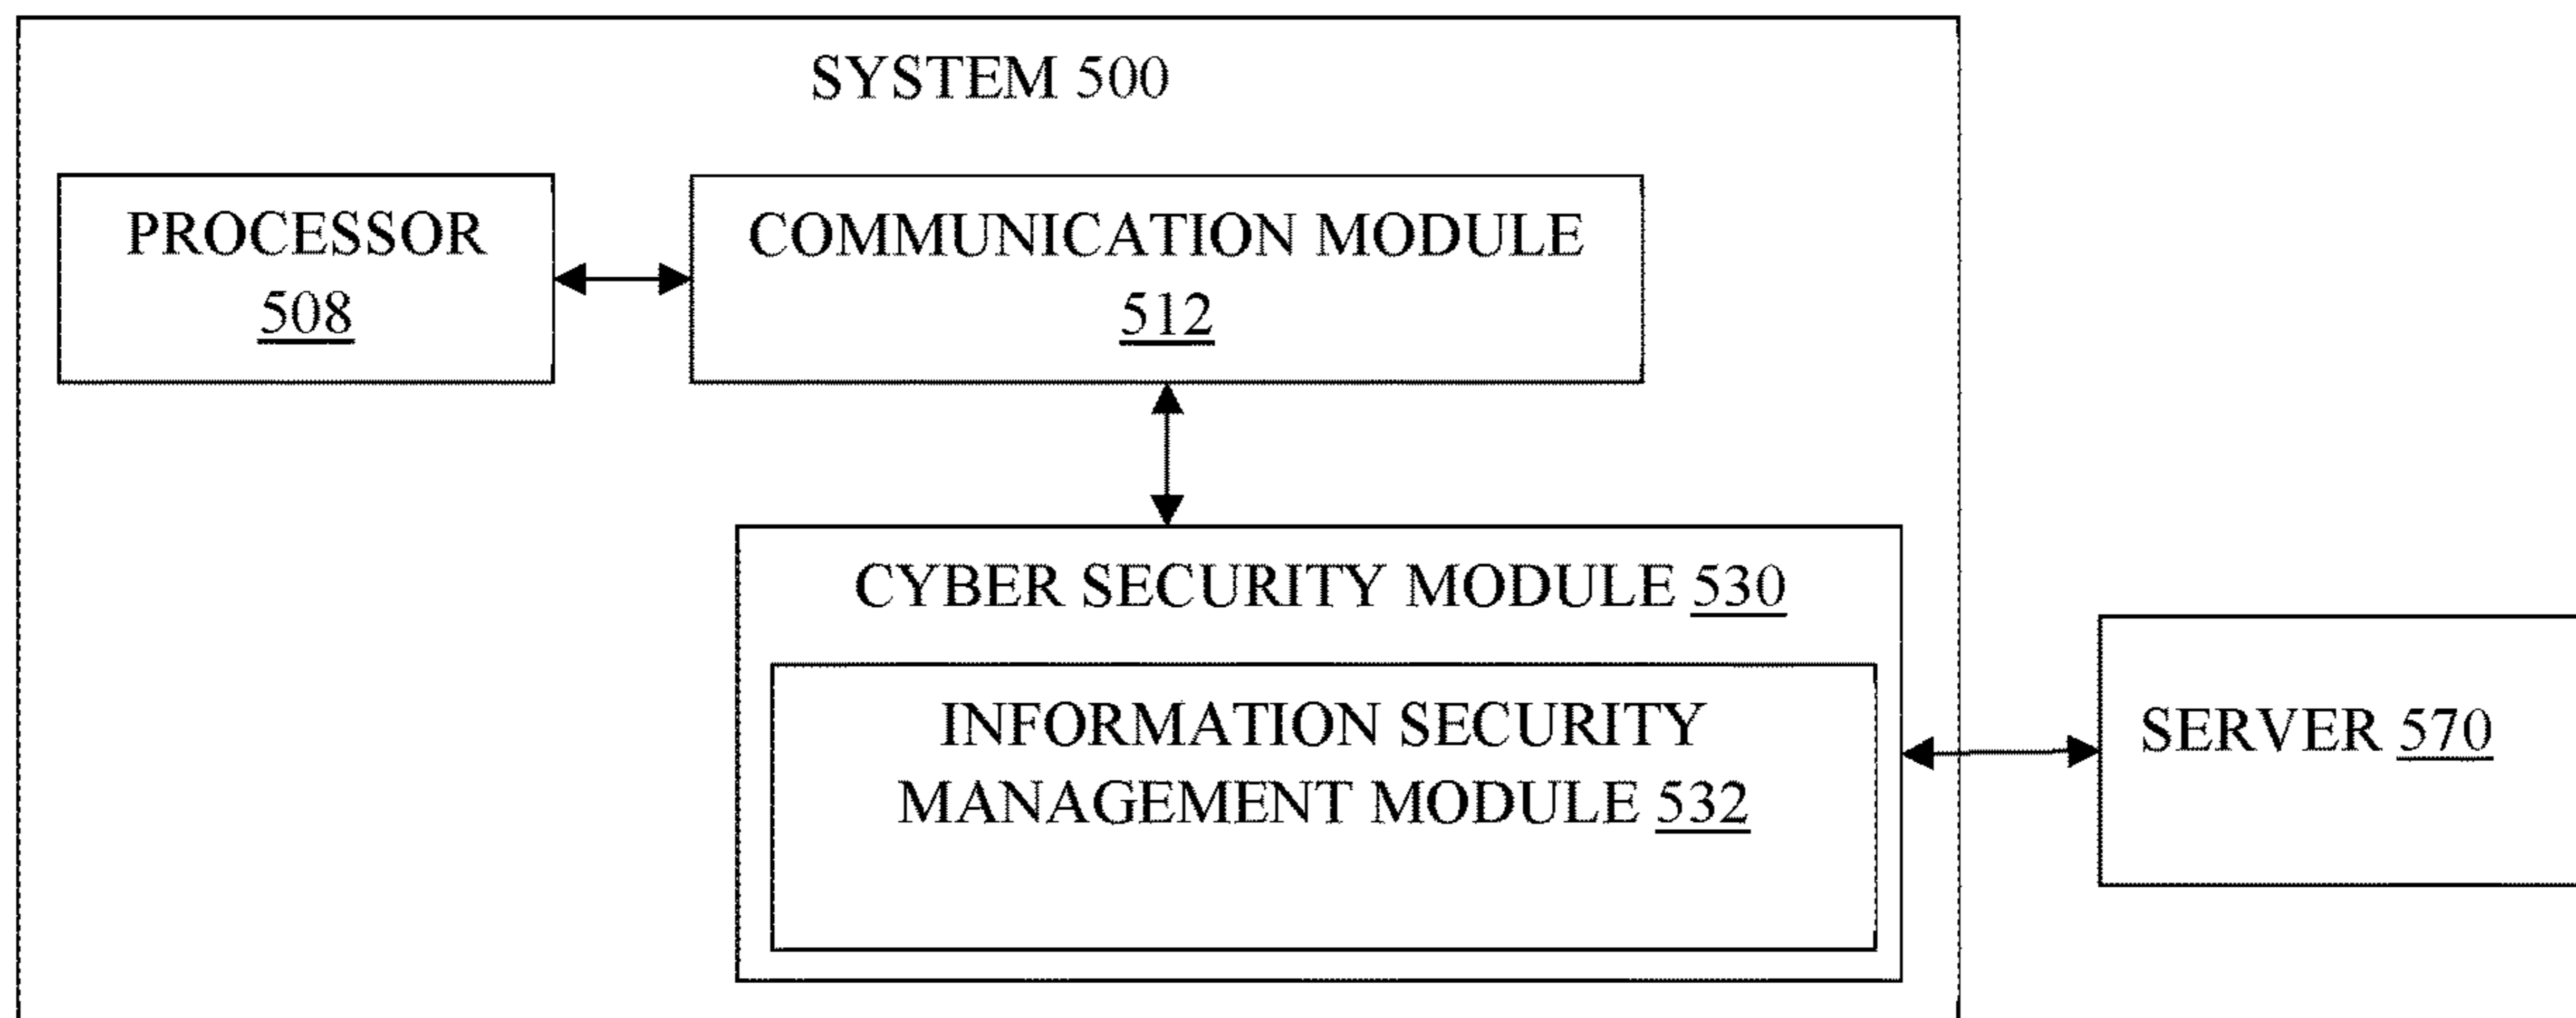 SYSTEM 500
PROCESSOR
508
COMMUNICATION MODULE
512
CYBER SECURITY MODULE 530
INFORMATION SECURITY
MANAGEMENT MODULE 532
SERVER 570